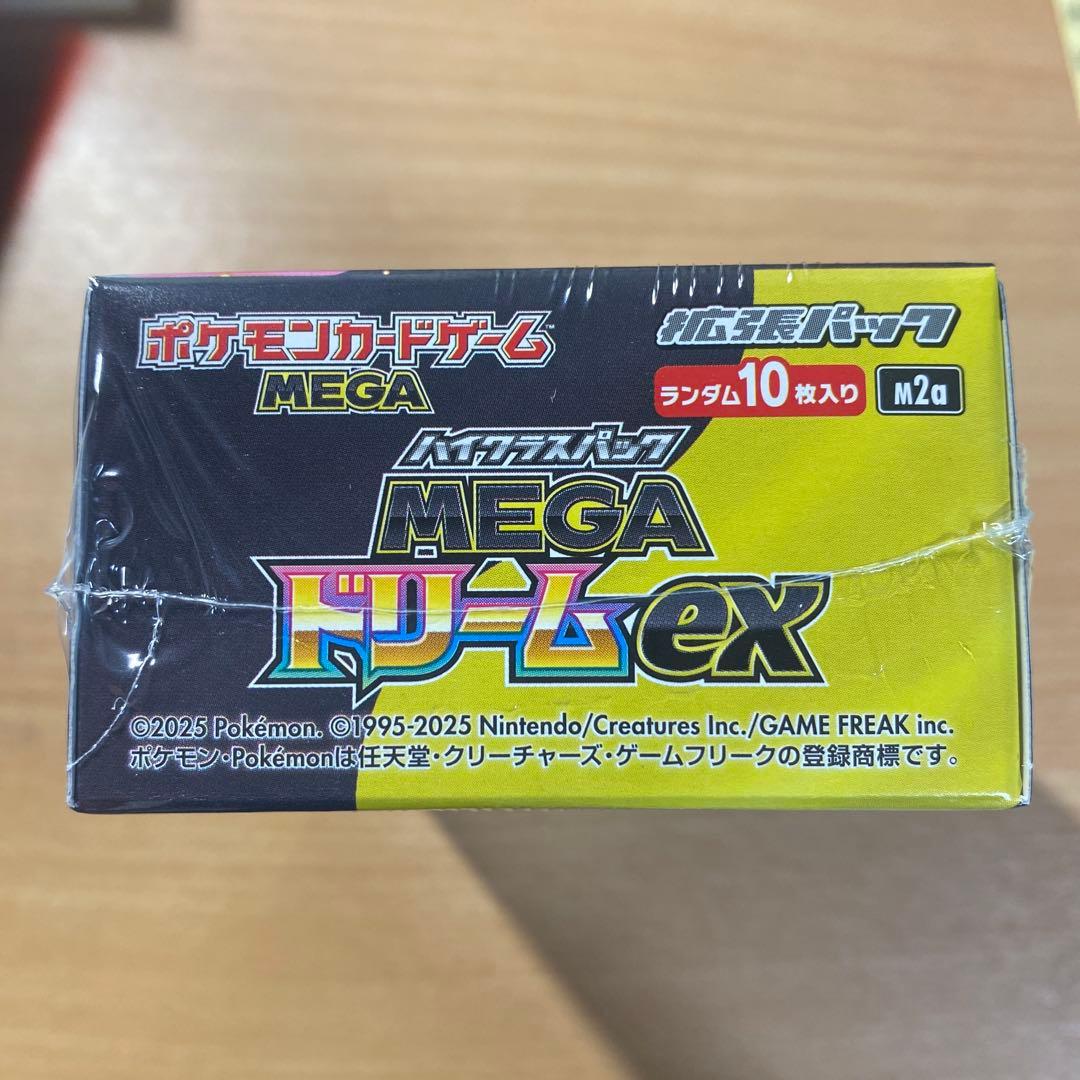 ポケモンカードゲーム™
MEGA
拡張パック
ランダム10枚入り
M2a
ハイクラスパック
MEGA
ドリームex
©2025 Pokémon. ©1995-2025 Nintendo/Creatures Inc./GAME FREAK inc.
ポケモン・Pokémonは任天堂・クリーチャーズ・ゲームフリークの登録商標です。